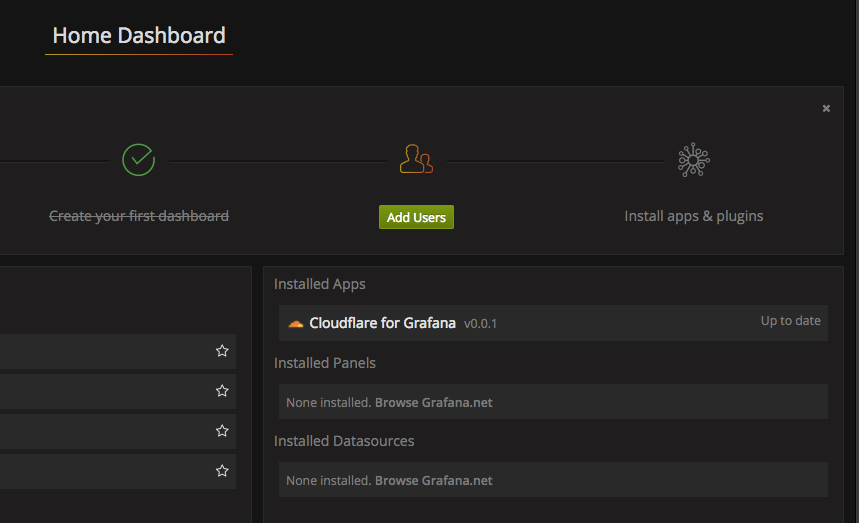 Home Dashboard
Create your first dashboard
Add Users
Install apps & plugins
Installed Apps
Cloudflare for Grafana v0.0.1 Up to date
Installed Panels
None installed. Browse Grafana.net
Installed Datasources
None installed. Browse Grafana.net